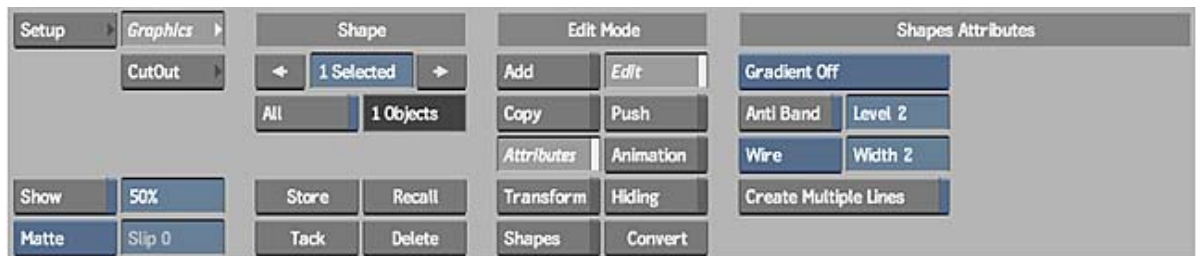 Setup Graphics Shape Edit Mode Shapes Attributes
CutOut 1 Selected Add Edit Gradient Off
All 1 Objects Copy Push Anti Band Level 2
Attributes Animation Wire Width 2
Show 50% Store Recall Transform Hiding Create Multiple Lines
Matte Slip 0 Tack Delete Shapes Convert